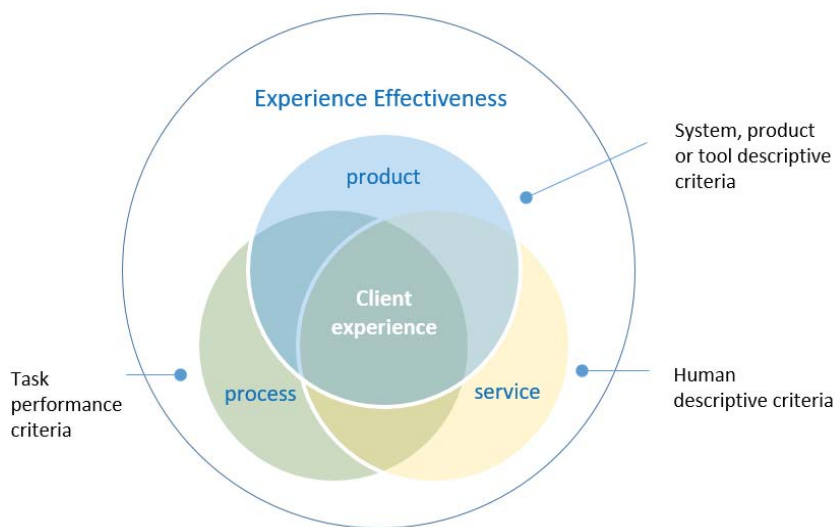 Experience Effectiveness
System, product
or tool descriptive
criteria
product
Client
experience
Task
performance
criteria
process
service
Human
descriptive criteria